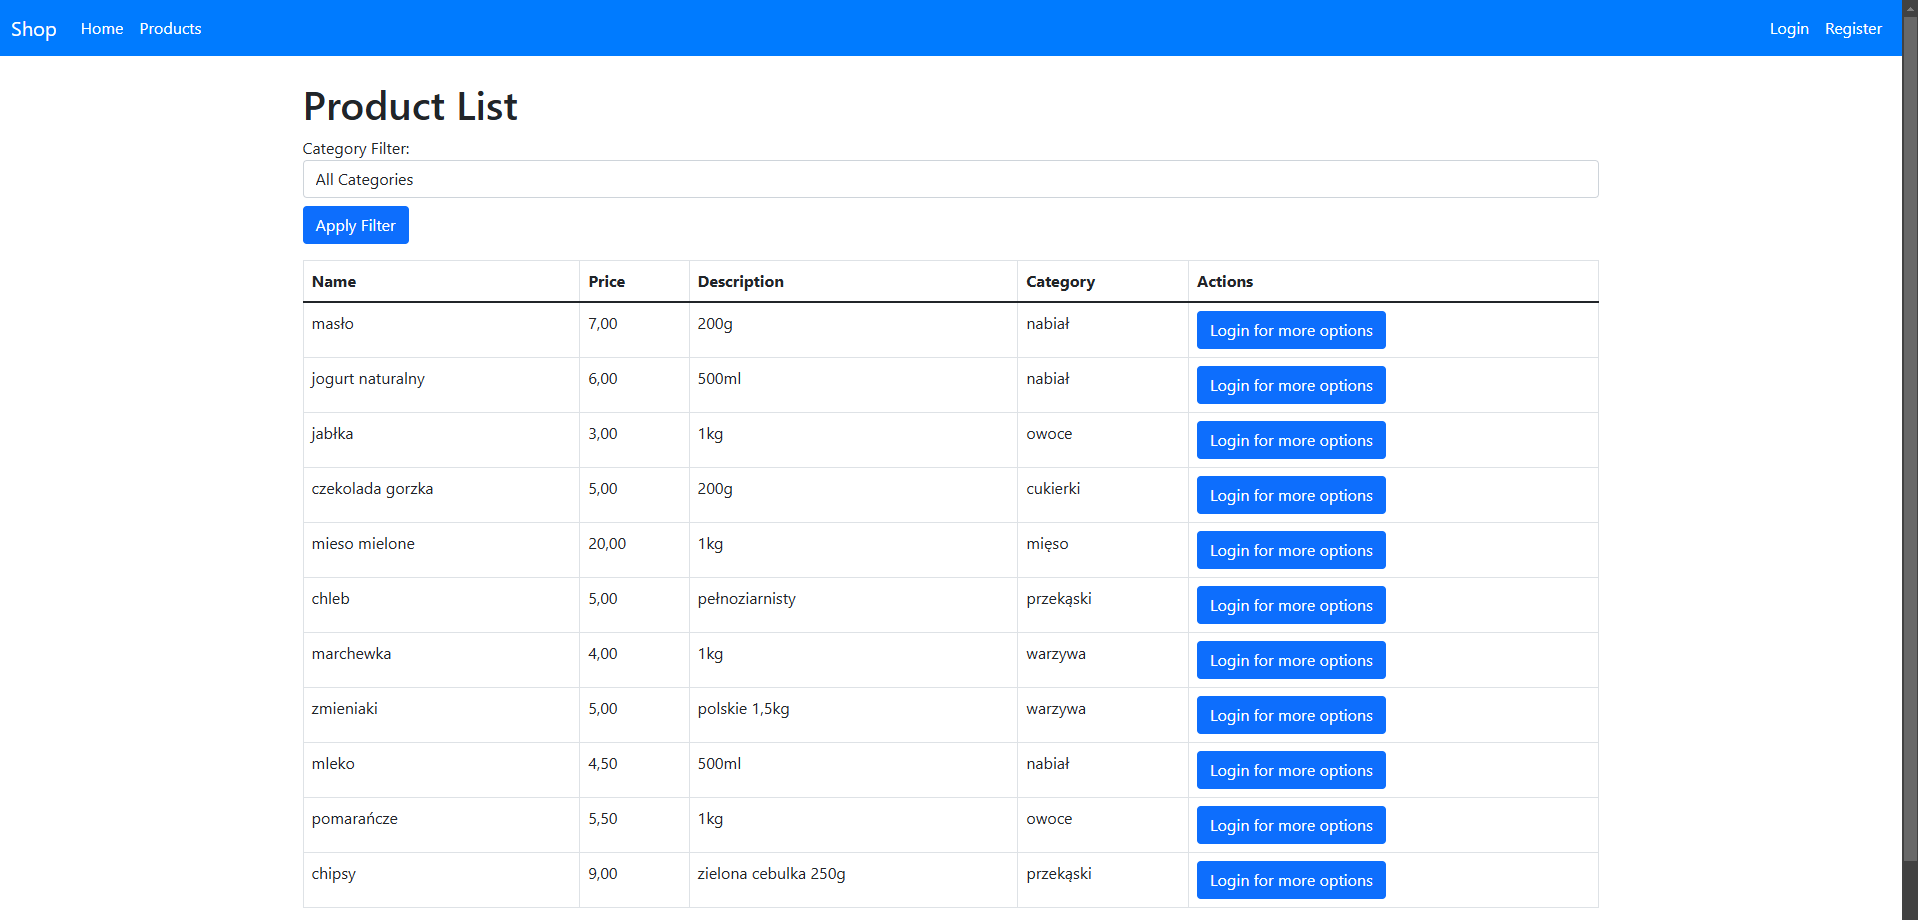 Shop Home Products Login Register
Product List
Category Filter:
All Categories
Apply Filter
Name Price Description Category Actions
masło 7,00 200g nabiał Login for more options
jogurt naturalny 6,00 500ml nabiał Login for more options
jabłka 3,00 1kg owoce Login for more options
czekolada gorzka 5,00 200g cukierki Login for more options
mieso mielone 20,00 1kg mięso Login for more options
chleb 5,00 pełnoziarnisty przekąski Login for more options
marchewka 4,00 1kg warzywa Login for more options
zmieniaki 5,00 polskie 1,5kg warzywa Login for more options
mleko 4,50 500ml nabiał Login for more options
pomarańcze 5,50 1kg owoce Login for more options
chipsy 9,00 zielona cebulka 250g przekąski Login for more options